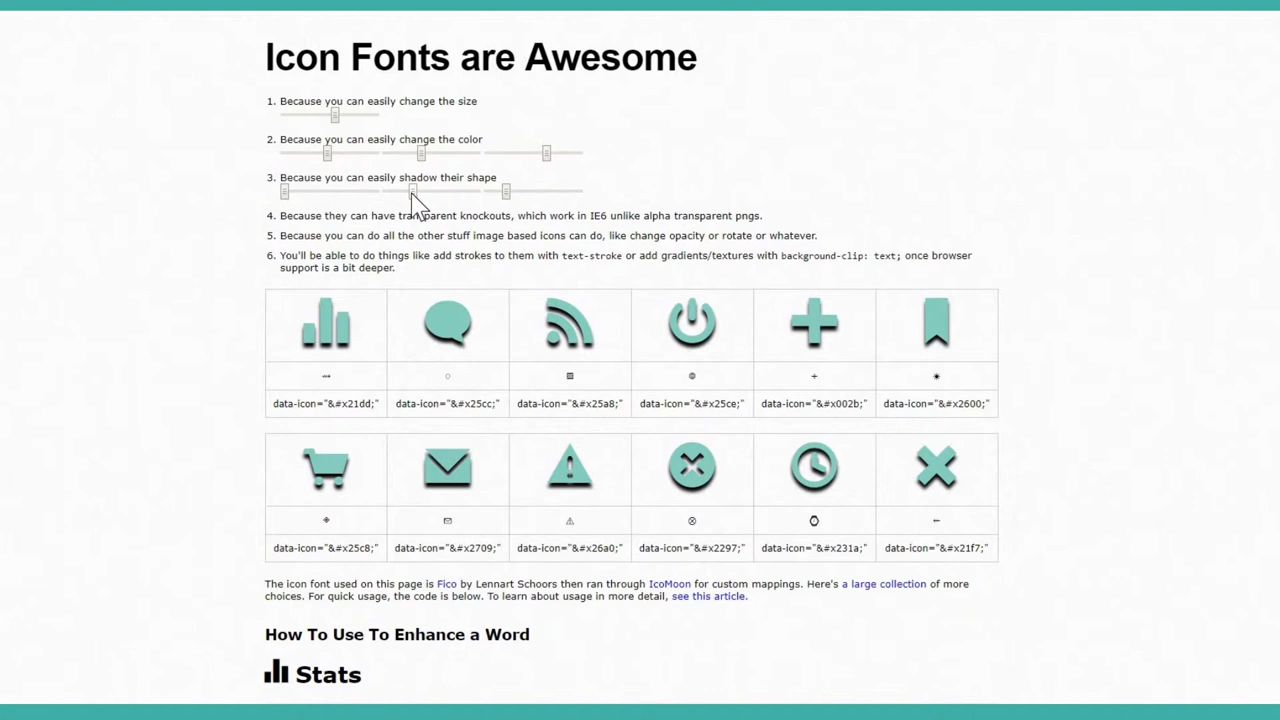 Icon Fonts are Awesome
1. Because you can easily change the size
2. Because you can easily change the color
3. Because you can easily shadow their shape
4. Because they can have transparent knockouts, which work in IE6 unlike alpha transparent pngs.
5. Because you can do all the other stuff image based icons can do, like change opacity or rotate or whatever.
6. You'll be able to do things like add strokes to them with text-stroke or add gradients/textures with background-clip: text; once browser
support is a bit deeper.
data-icon="&#x21dd;" data-icon="&#x25cc;" data-icon="&#x25a8;" data-icon="&#x25ce;" data-icon="&#x002b;" data-icon="&#x2600;"
data-icon="&#x25c8;" data-icon="&#x2709;" data-icon="&#x26a0;" data-icon="&#x2297;" data-icon="&#x231a;" data-icon="&#x21f7;"
The icon font used on this page is Fico by Lennart Schoors then ran through IcoMoon for custom mappings. Here's a large collection of more
choices. For quick usage, the code is below. To learn about usage in more detail, see this article.
How To Use To Enhance a Word
Stats